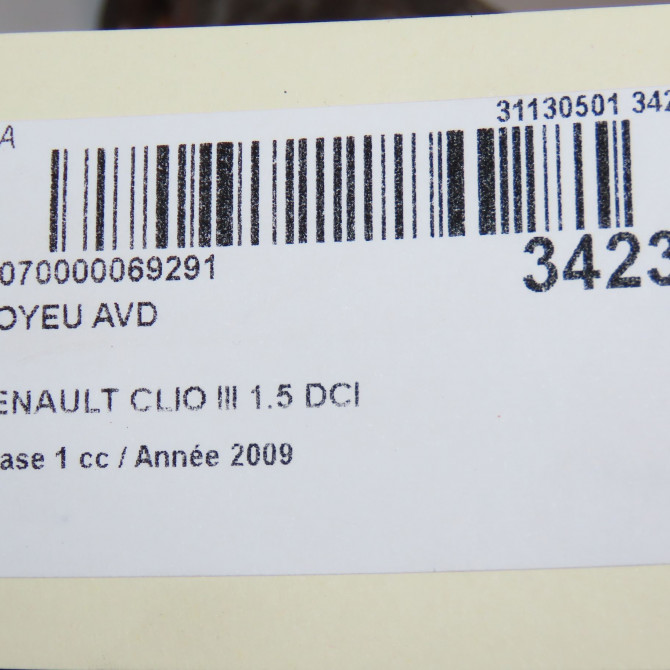 31130501 342
A
070000069291
3423
OYEU AVD
ENAULT CLIO III 1.5 DCI
ase 1 cc / Année 2009